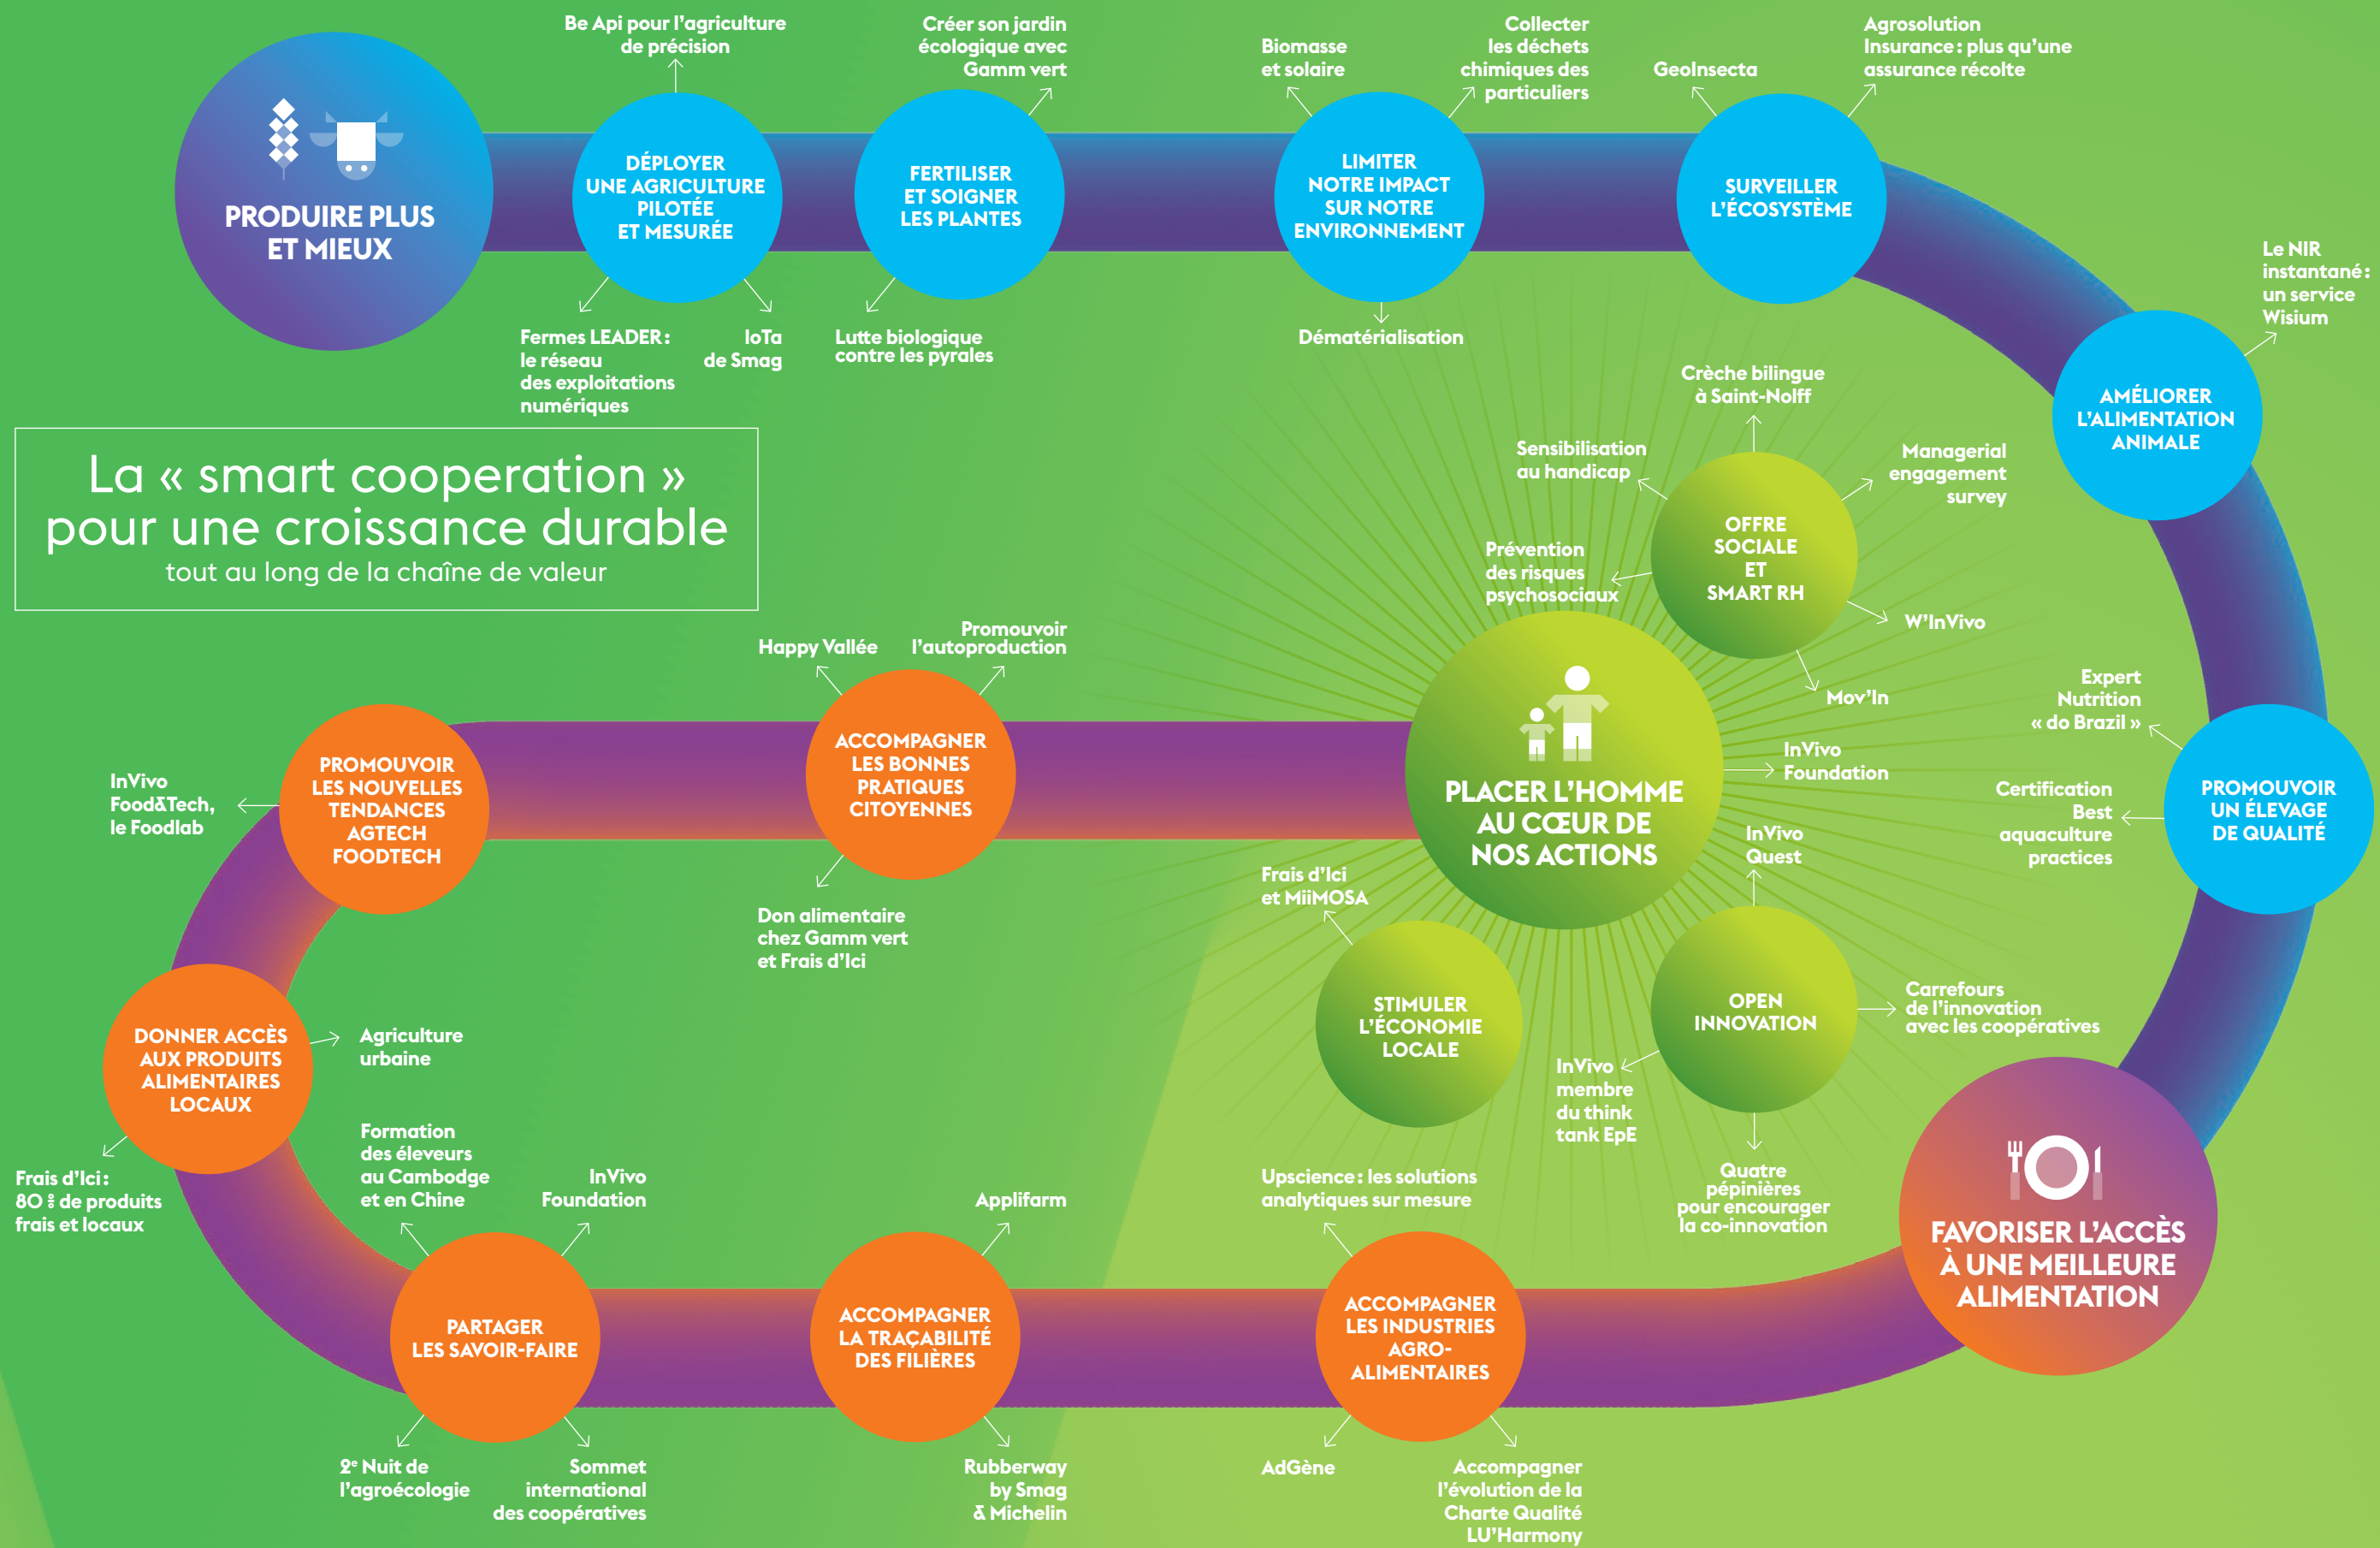 Be Api pour l'agriculture
de précision
Créer son jardin
écologique avec
Gamm vert
Biomasse
et solaire
Collecter
les déchets
chimiques des
particuliers
GeoInsecta
Agrosolution
Insurance : plus qu'une
assurance récolte
PRODUIRE PLUS
ET MIEUX
DÉPLOYER
UNE AGRICULTURE
PILOTÉE
ET MESURÉE
FERTILISER
ET SOIGNER
LES PLANTES
LIMITER
NOTRE IMPACT
SUR NOTRE
ENVIRONNEMENT
SURVEILLER
L'ÉCOSYSTÈME
Fermes LEADER :
le réseau
des exploitations
numériques
IoTa
de Smag
Lutte biologique
contre les pyrales
Dématérialisation
Le NIR
instantané :
un service
Wisium
AMÉLIORER
L'ALIMENTATION
ANIMALE
La « smart cooperation »
pour une croissance durable
tout au long de la chaîne de valeur
Crèche bilingue
à Saint-Nolff
Sensibilisation
au handicap
Managerial
engagement
survey
OFFRE
SOCIALE
ET
SMART RH
Prévention
des risques
psychosociaux
W'InVivo
Mov'In
Expert
Nutrition
« do Brazil »
Certification
Best
aquaculture
practices
PROMOUVOIR
UN ÉLEVAGE
DE QUALITÉ
PLACER L'HOMME
AU CŒUR DE
NOS ACTIONS
InVivo
Foundation
InVivo
Quest
Frais d'Ici
et MiiMOSA
STIMULER
L'ÉCONOMIE
LOCALE
OPEN
INNOVATION
Carrefours
de l'innovation
avec les coopératives
InVivo
membre
du think
tank EpE
Quatre
pépinières
pour encourager
la co-innovation
Happy Vallée
Promouvoir
l'autoproduction
ACCOMPAGNER
LES BONNES
PRATIQUES
CITOYENNES
Don alimentaire
chez Gamm vert
et Frais d'Ici
PROMOUVOIR
LES NOUVELLES
TENDANCES
AGTECH
FOODTECH
InVivo
Food&Tech,
le Foodlab
DONNER ACCÈS
AUX PRODUITS
ALIMENTAIRES
LOCAUX
Agriculture
urbaine
Frais d'Ici :
80 % de produits
frais et locaux
Formation
des éleveurs
au Cambodge
et en Chine
InVivo
Foundation
Applifarm
Upscience : les solutions
analytiques sur mesure
FAVORISER L'ACCÈS
À UNE MEILLEURE
ALIMENTATION
PARTAGER
LES SAVOIR-FAIRE
ACCOMPAGNER
LA TRAÇABILITÉ
DES FILIÈRES
ACCOMPAGNER
LES INDUSTRIES
AGRO-
ALIMENTAIRES
2e Nuit de
l'agroécologie
Sommet
international
des coopératives
Rubberway
by Smag
& Michelin
AdGène
Accompagner
l'évolution de la
Charte Qualité
LU'Harmony